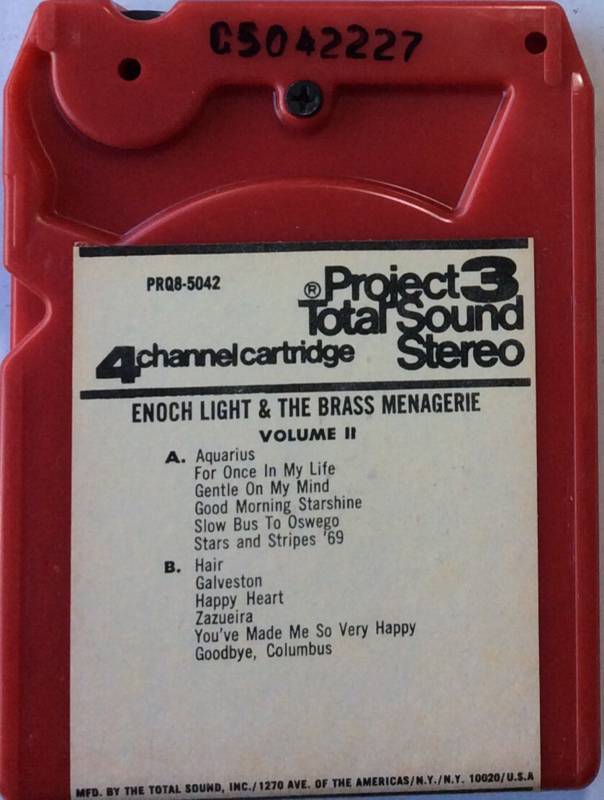 C5042227
PRQ8-5042
® Project 3
Total Sound
4 channel cartridge Stereo
ENOCH LIGHT & THE BRASS MENAGERIE
VOLUME II
A. Aquarius
For Once In My Life
Gentle On My Mind
Good Morning Starshine
Slow Bus To Oswego
Stars and Stripes '69
B. Hair
Galveston
Happy Heart
Zazueira
You've Made Me So Very Happy
Goodbye, Columbus
MFD. BY THE TOTAL SOUND, INC./1270 AVE. OF THE AMERICAS/N.Y./N.Y. 10020/U.S.A